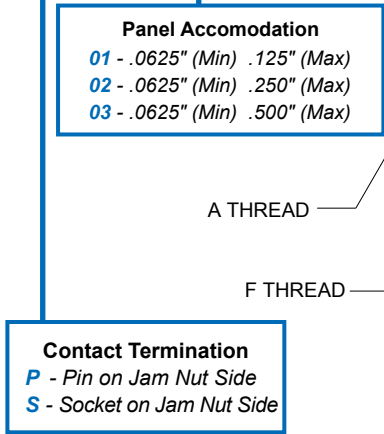 Panel Accomodation
01 - .0625" (Min) .125" (Max)
02 - .0625" (Min) .250" (Max)
03 - .0625" (Min) .500" (Max)
A THREAD
F THREAD
Contact Termination
P - Pin on Jam Nut Side
S - Socket on Jam Nut Side